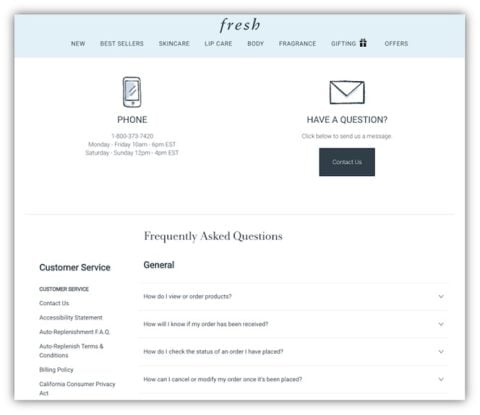 fresh
NEW BEST SELLERS SKINCARE LIP CARE BODY FRAGRANCE GIFTING OFFERS
PHONE
1-800-373-7420
Monday - Friday 10am - 6pm EST
Saturday - Sunday 12pm - 4pm EST
HAVE A QUESTION?
Click below to send us a message.
Contact Us
Frequently Asked Questions
Customer Service
CUSTOMER SERVICE
Contact Us
Accessibility Statement
Auto-Replenishment F.A.Q.
Auto-Replenish Terms &
Conditions
Billing Policy
California Consumer Privacy
Act
General
How do I view or order products?
How will I know if my order has been received?
How do I check the status of an order I have placed?
How can I cancel or modify my order once it's been placed?